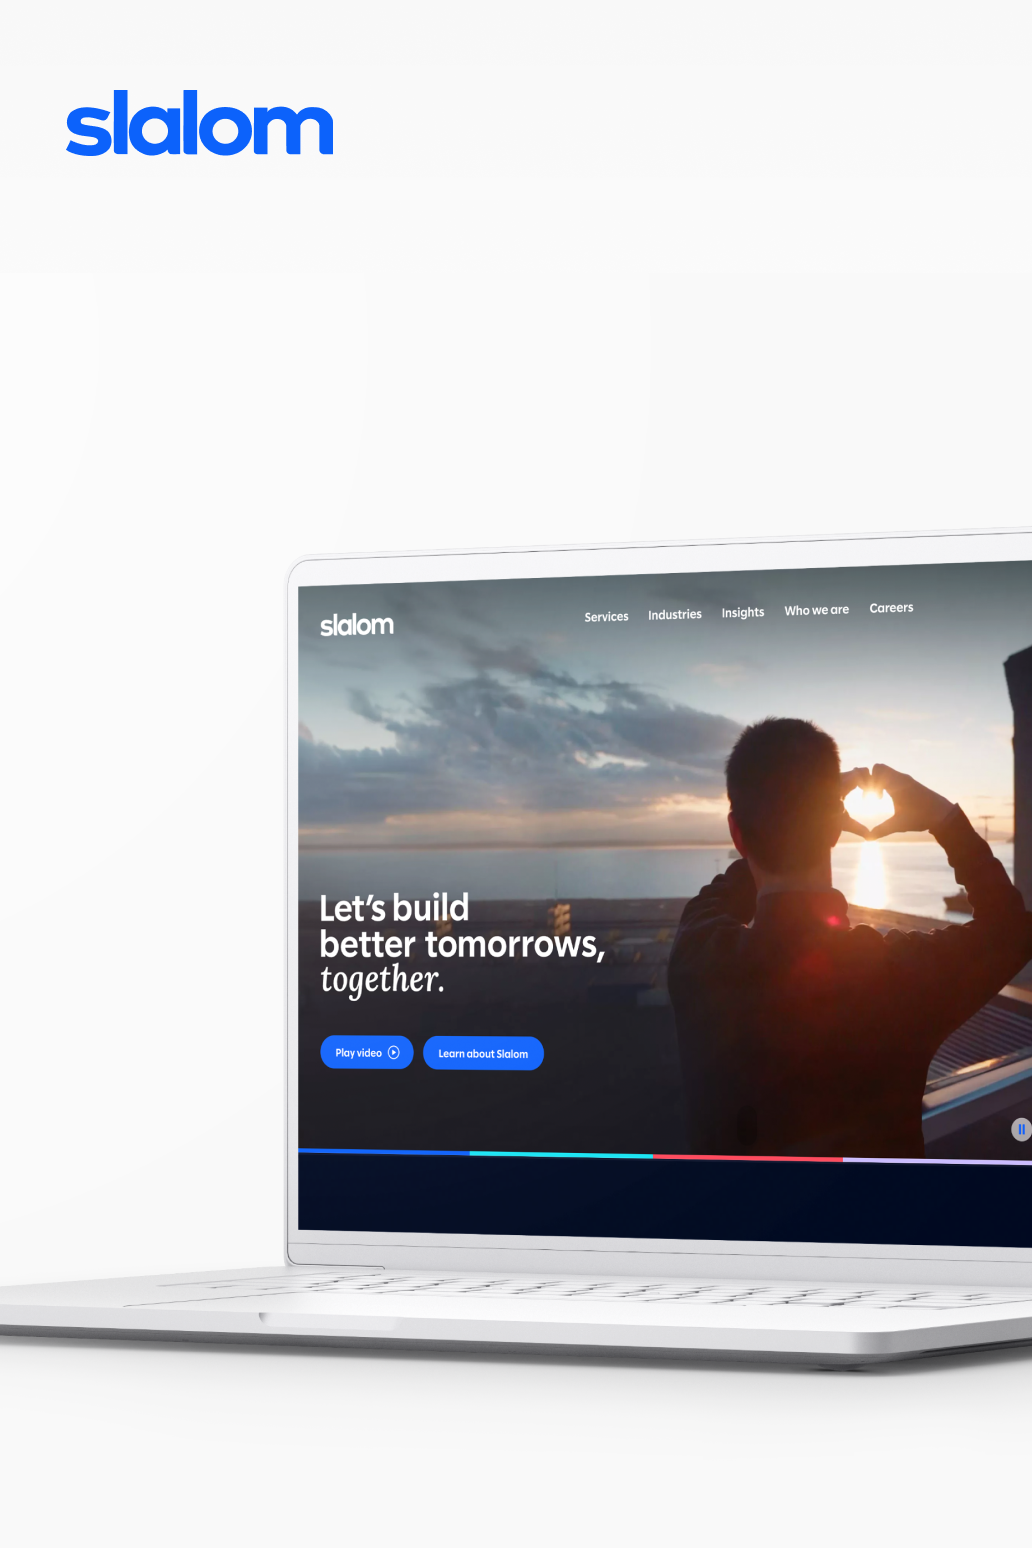 slalom
slalom
Services Industries Insights Who we are Careers
Let's build
better tomorrows,
together.
Play video
Learn about Slalom